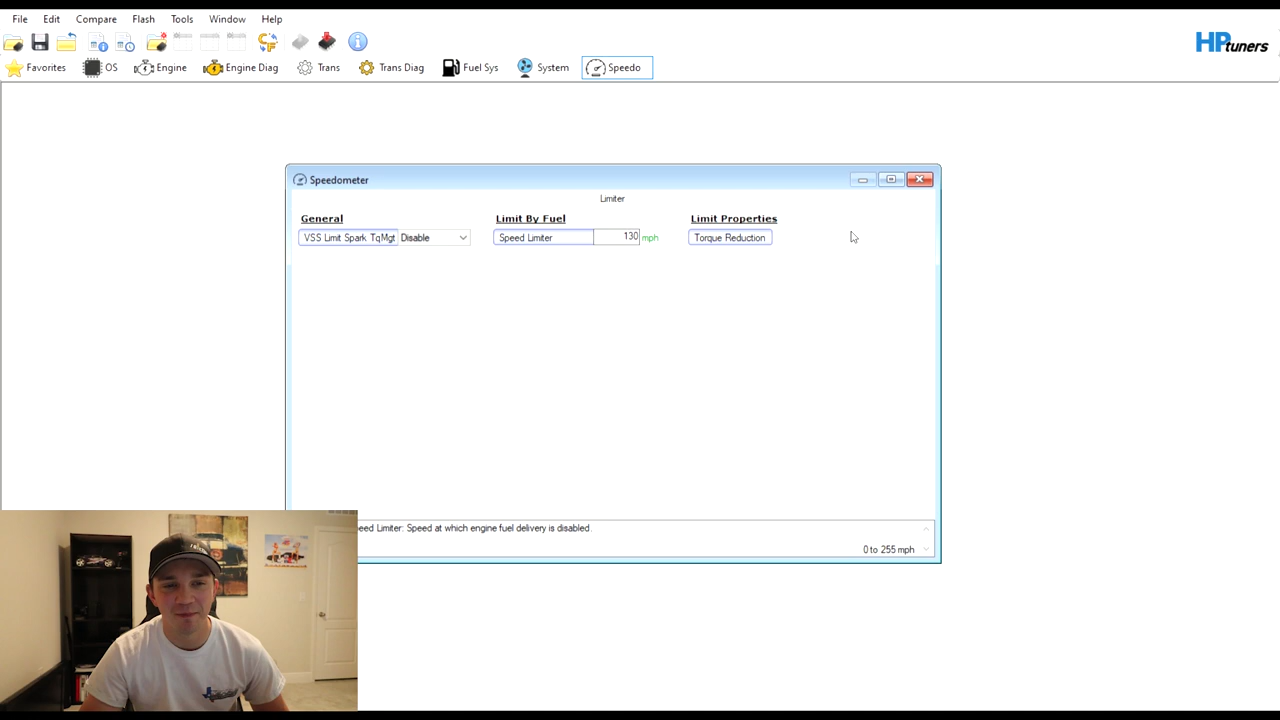 File Edit Compare Flash Tools Window Help
HPtuners
Favorites OS Engine Engine Diag Trans Trans Diag Fuel Sys System Speedo
Speedometer
Limiter
General Limit By Fuel Limit Properties
VSS Limit Spark TqMgt Disable Speed Limiter 130 mph Torque Reduction
eed Limiter: Speed at which engine fuel delivery is disabled.
0 to 255 mph